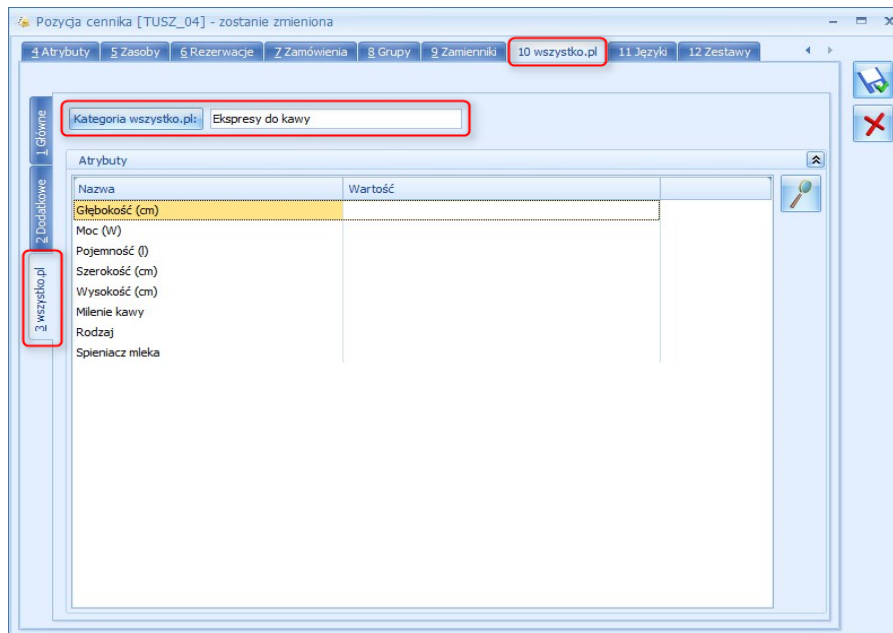 Pozycja cennika [TUSZ_04] - zostanie zmieniona
4 Atrybuty 5 Zasoby 6 Rezerwacje 7 Zamówienia 8 Grupy 9 Zamienniki 10 wszystko.pl 11 Języki 12 Zestawy
1 Główne
2 Dodatkowe
3 wszystko.pl
Kategoria wszystko.pl: Ekspresy do kawy
Atrybuty
Nazwa Wartość
Głębokość (cm)
Moc (W)
Pojemność (l)
Szerokość (cm)
Wysokość (cm)
Milenie kawy
Rodzaj
Spieniacz mleka